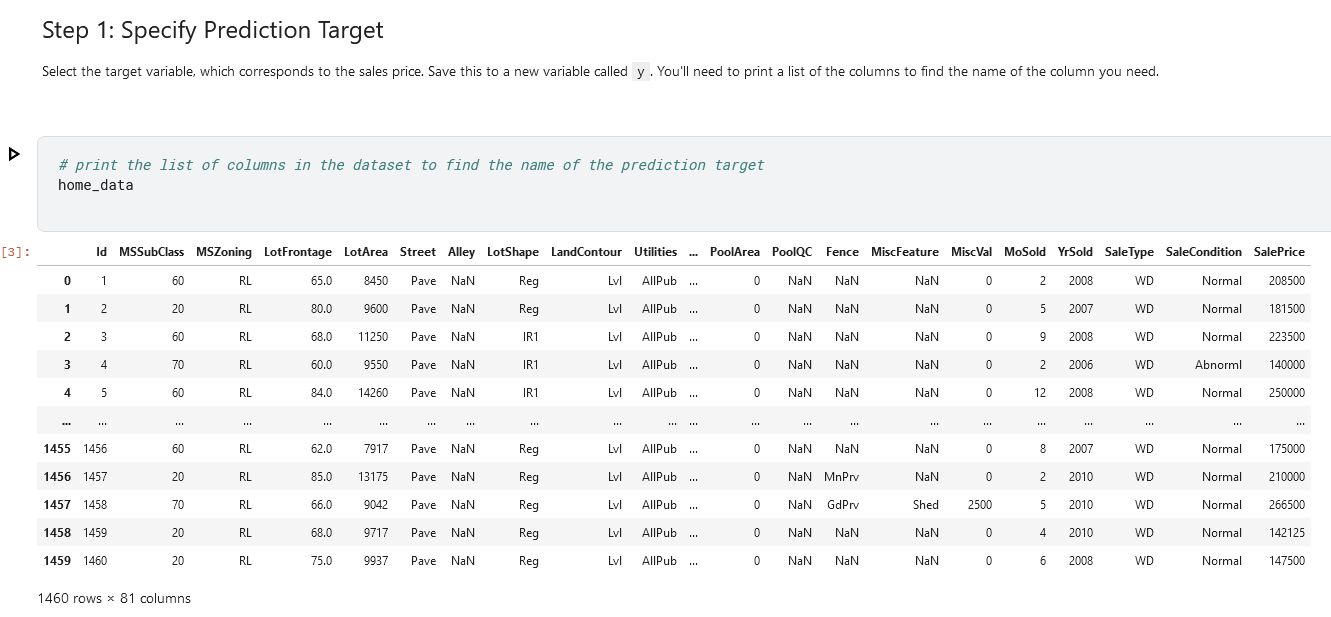 Step 1: Specify Prediction Target
Select the target variable, which corresponds to the sales price. Save this to a new variable called y. You'll need to print a list of the columns to find the name of the column you need.
# print the list of columns in the dataset to find the name of the prediction target
home_data
[3]:
Id MSSubClass MSZoning LotFrontage LotArea Street Alley LotShape LandContour Utilities ... PoolArea PoolQC Fence MiscFeature MiscVal MoSold YrSold SaleType SaleCondition SalePrice
0 1 60 RL 65.0 8450 Pave NaN Reg Lvl AllPub ... 0 NaN NaN NaN 0 2 2008 WD Normal 208500
1 2 20 RL 80.0 9600 Pave NaN Reg Lvl AllPub ... 0 NaN NaN NaN 0 5 2007 WD Normal 181500
2 3 60 RL 68.0 11250 Pave NaN IR1 Lvl AllPub ... 0 NaN NaN NaN 0 9 2008 WD Normal 223500
3 4 70 RL 60.0 9550 Pave NaN IR1 Lvl AllPub ... 0 NaN NaN NaN 0 2 2006 WD Abnorml 140000
4 5 60 RL 84.0 14260 Pave NaN IR1 Lvl AllPub ... 0 NaN NaN NaN 0 12 2008 WD Normal 250000
... ... ... ... ... ... ... ... ... ... ... ... ... ... ... ... ... ... ... ... ... ...
1455 1456 60 RL 62.0 7917 Pave NaN Reg Lvl AllPub ... 0 NaN NaN NaN 0 8 2007 WD Normal 175000
1456 1457 20 RL 85.0 13175 Pave NaN Reg Lvl AllPub ... 0 NaN MnPrv NaN 0 2 2010 WD Normal 210000
1457 1458 70 RL 66.0 9042 Pave NaN Reg Lvl AllPub ... 0 NaN GdPrv Shed 2500 5 2010 WD Normal 266500
1458 1459 20 RL 68.0 9717 Pave NaN Reg Lvl AllPub ... 0 NaN NaN NaN 0 4 2010 WD Normal 142125
1459 1460 20 RL 75.0 9937 Pave NaN Reg Lvl AllPub ... 0 NaN NaN NaN 0 6 2008 WD Normal 147500
1460 rows × 81 columns